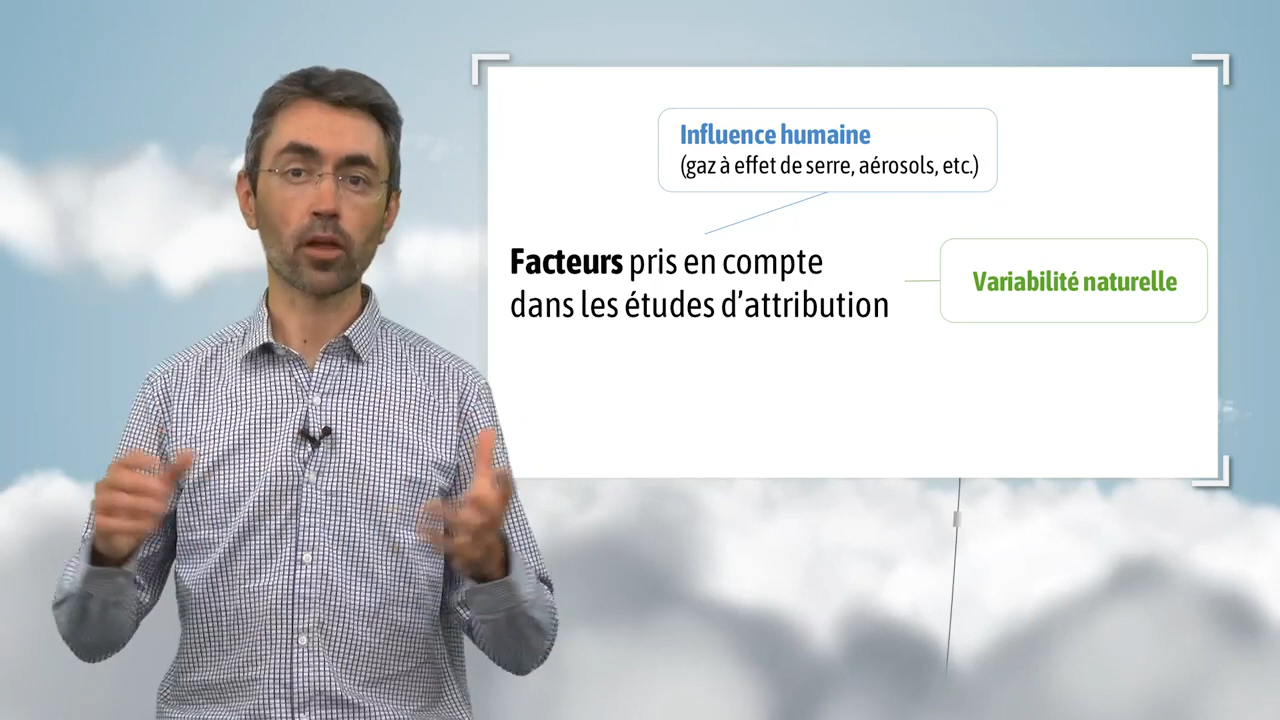 Influence humaine
(gaz à effet de serre, aérosols, etc.)
Facteurs pris en compte
dans les études d’attribution
Variabilité naturelle